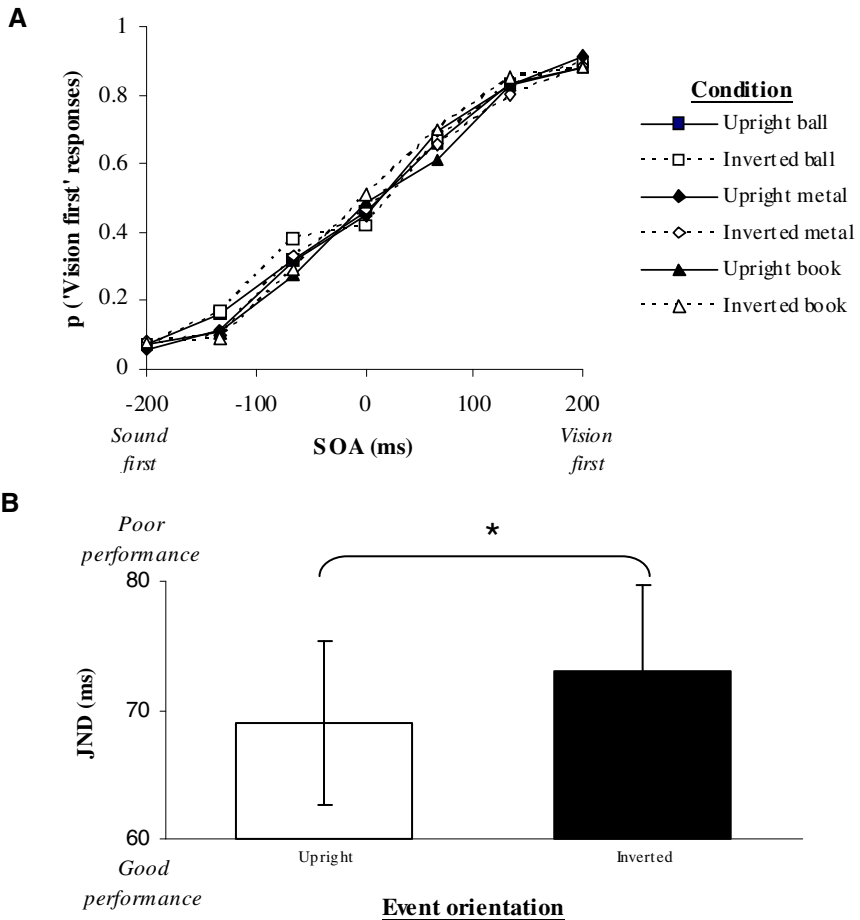 A
p ('Vision first' responses)
1
0.8
0.6
0.4
0.2
0
-200
-100
0
100
200
Sound
first
SOA (ms)
Vision
first
Condition
Upright ball
Inverted ball
Upright metal
Inverted metal
Upright book
Inverted book
B
Poor
performance
*
80
70
60
JND (ms)
Good
performance
Upright
Inverted
Event orientation